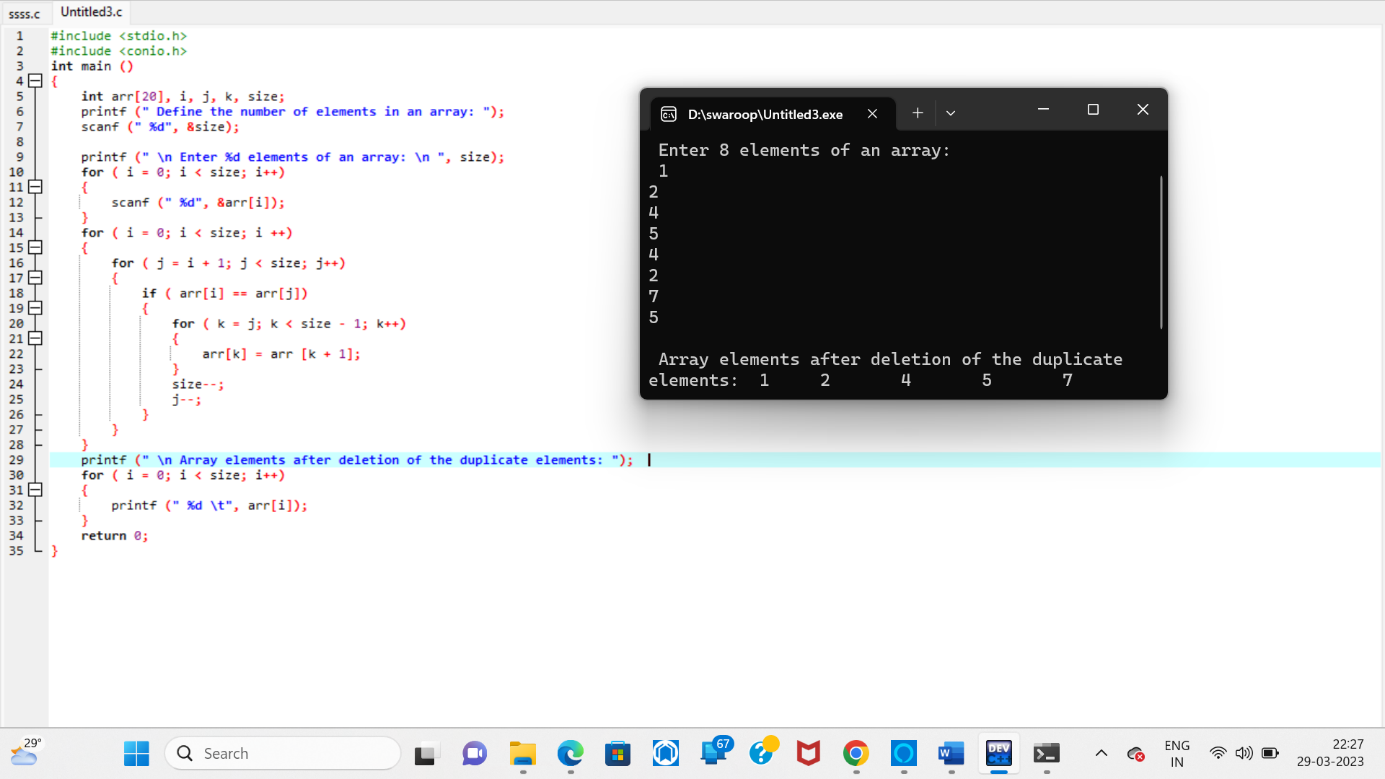 ssss.c Untitled3.c
1 #include <stdio.h>
2 #include <conio.h>
3 int main ()
4 {
5 int arr[20], i, j, k, size;
6 printf (" Define the number of elements in an array: ");
7 scanf (" %d", &size);
8
9 printf (" \n Enter %d elements of an array: \n ", size);
10 for ( i = 0; i < size; i++)
11 {
12 scanf (" %d", &arr[i]);
13 }
14 for ( i = 0; i < size; i ++)
15 {
16 for ( j = i + 1; j < size; j++)
17 {
18 if ( arr[i] == arr[j])
19 {
20 for ( k = j; k < size - 1; k++)
21 {
22 arr[k] = arr [k + 1];
23 }
24 size--;
25 j--;
26 }
27 }
28 }
29 printf (" \n Array elements after deletion of the duplicate elements: ");
30 for ( i = 0; i < size; i++)
31 {
32 printf (" %d \t", arr[i]);
33 }
34 return 0;
35 }
D:\swaroop\Untitled3.exe
Enter 8 elements of an array:
1
2
4
5
4
2
7
5
Array elements after deletion of the duplicate
elements: 1 2 4 5 7
29°
Search
67
W
DEV
ENG
IN
22:27
29-03-2023